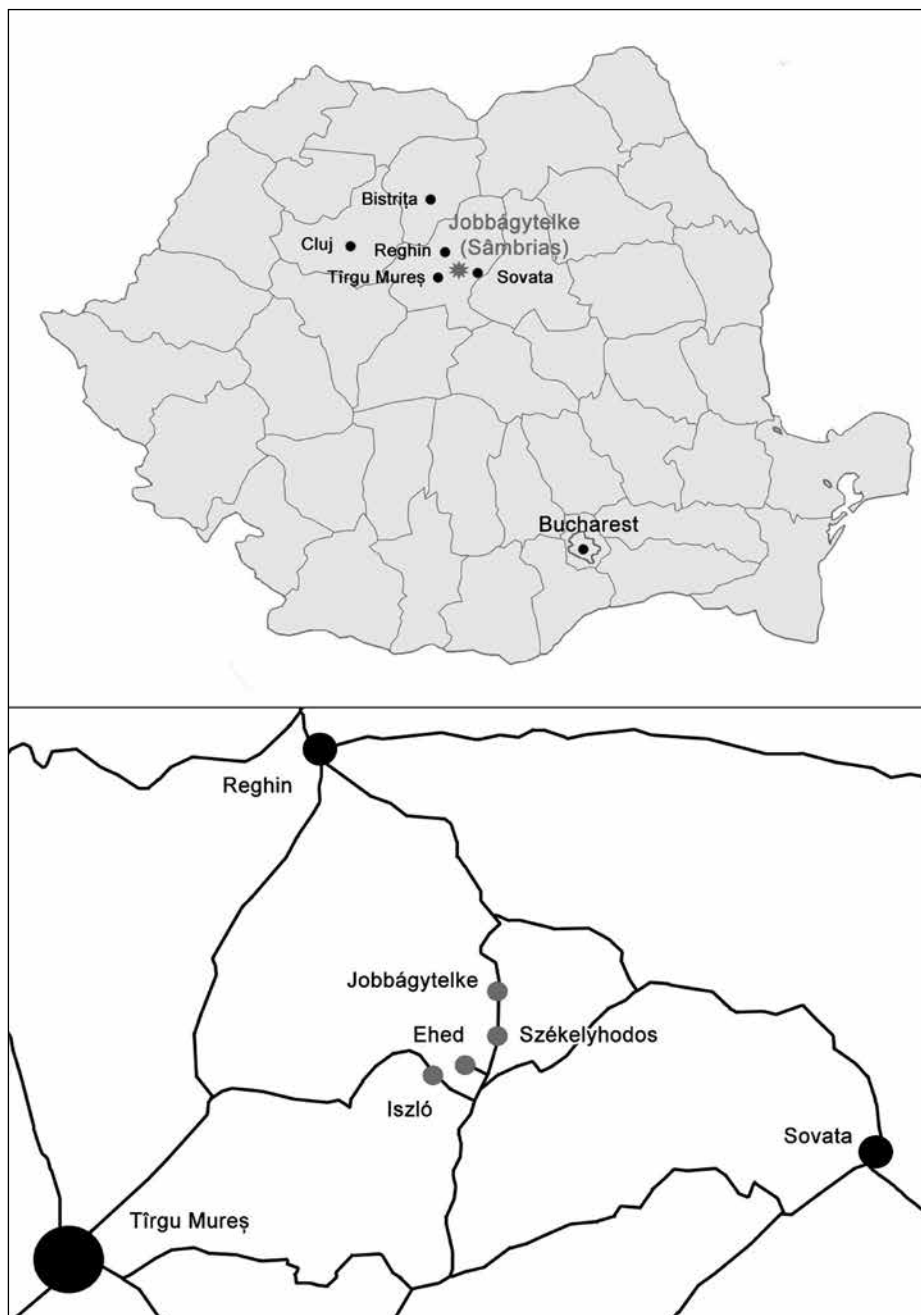 Bistrița
Jobbágytelke
(Sâmbriaș)
Cluj
Reghin
Tîrgu Mureș
Sovata
Bucharest
Reghin
Jobbágytelke
Ehed
Székelyhodos
Iszló
Sovata
Tîrgu Mureș